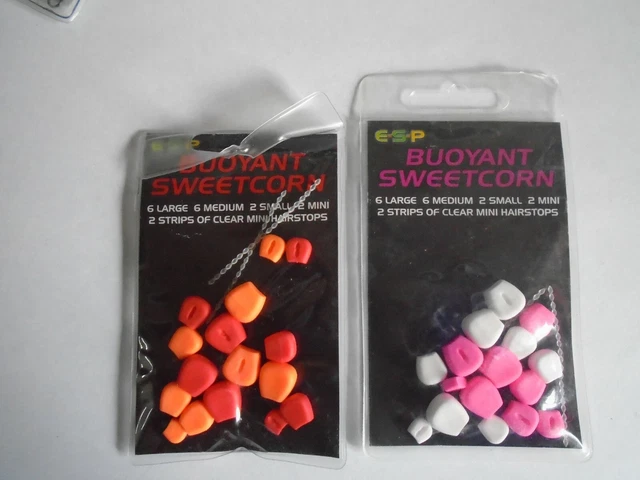 E·S·P
BUOYANT
SWEETCORN
6 LARGE 6 MEDIUM 2 SMALL 2 MINI
2 STRIPS OF CLEAR MINI HAIRSTOPS
E·S·P
BUOYANT
SWEETCORN
6 LARGE 6 MEDIUM 2 SMALL 2 MINI
2 STRIPS OF CLEAR MINI HAIRSTOPS